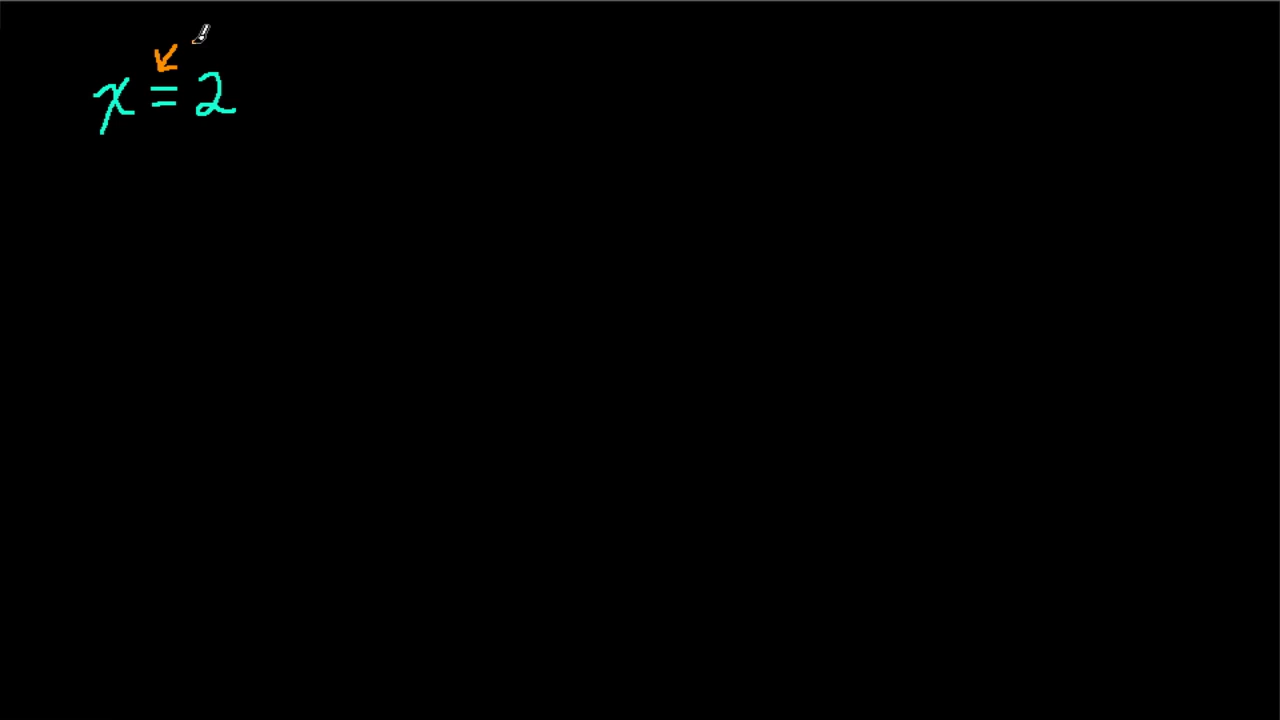 x = 2